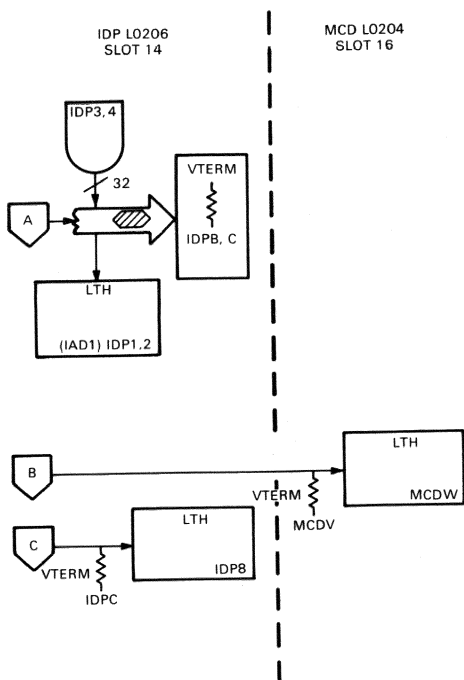 IDP L0206
SLOT 14
MCD L0204
SLOT 16
IDP3, 4
32
A
VTERM
IDPB, C
LTH
(IAD1) IDP1,2
B
LTH
MCDW
VTERM
MCDV
C
LTH
IDP8
VTERM
IDPC